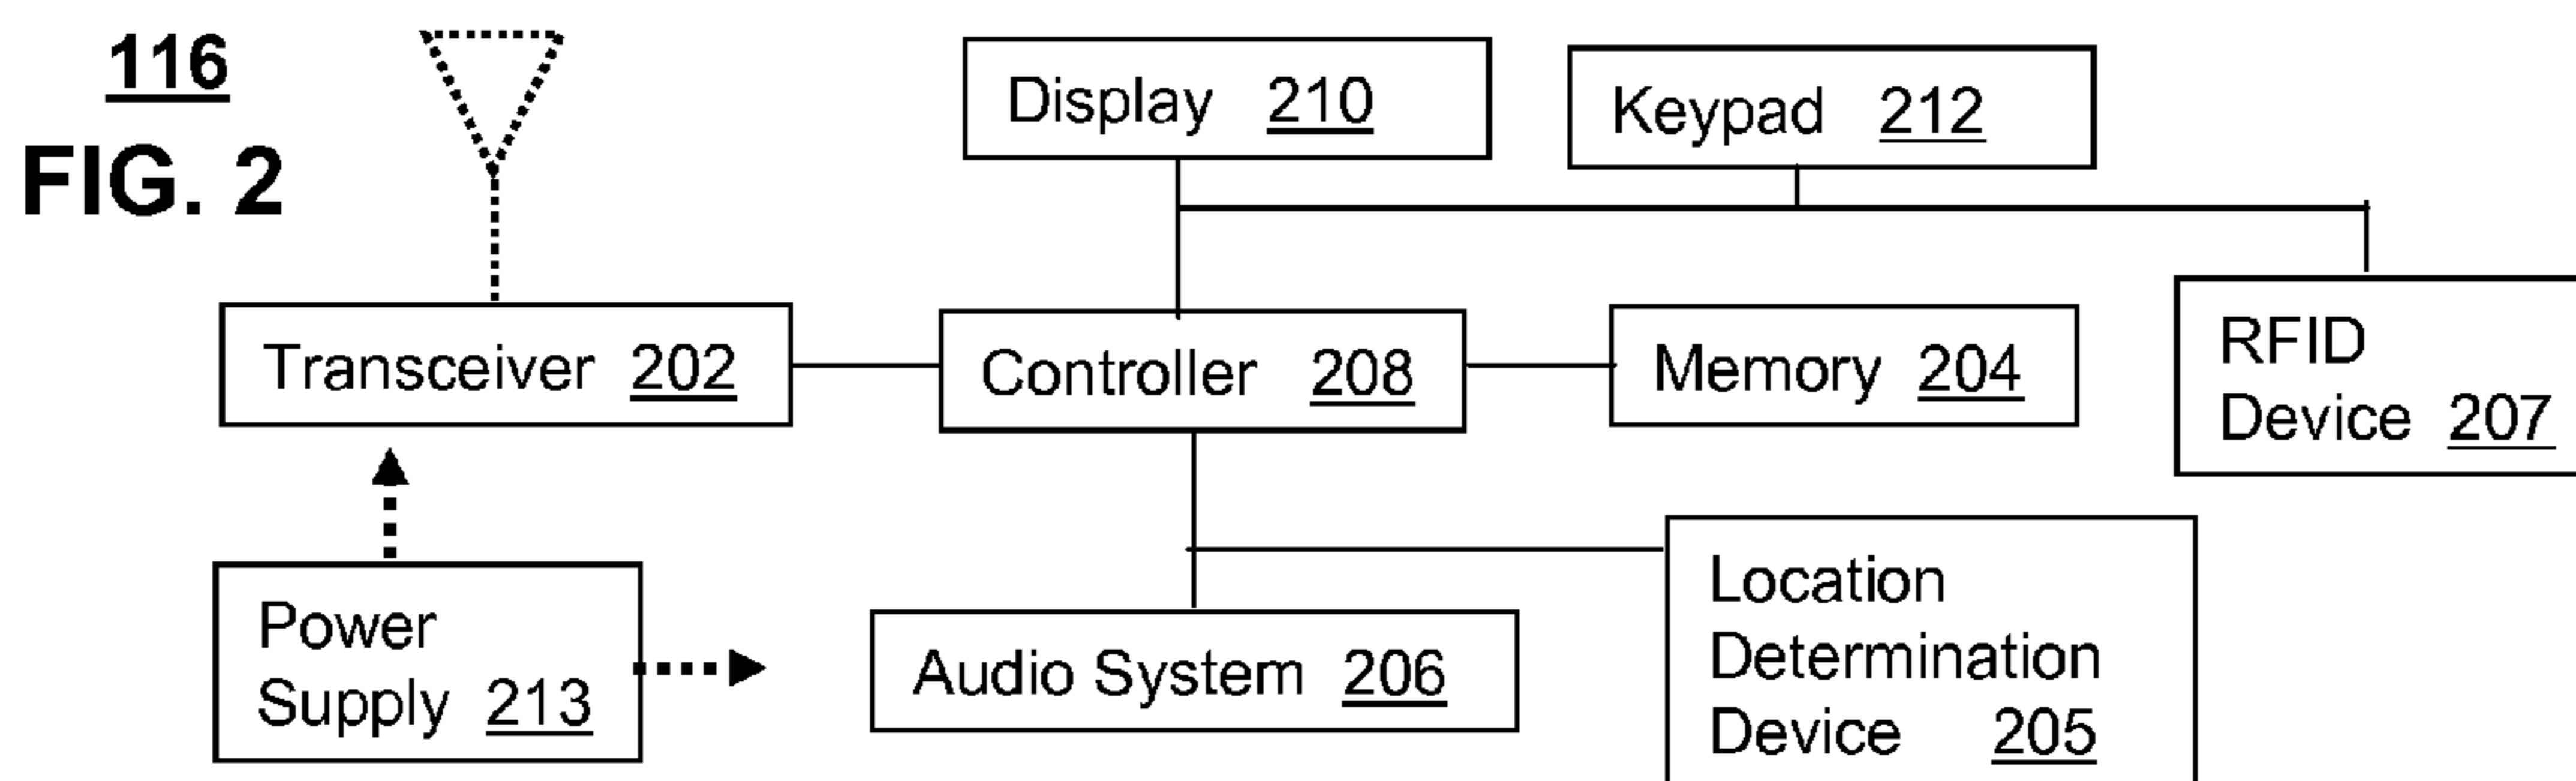 116
FIG. 2
Display 210
Keypad 212
Transceiver 202
Controller 208
Memory 204
RFID
Device 207
Power
Supply 213
Audio System 206
Location
Determination
Device 205